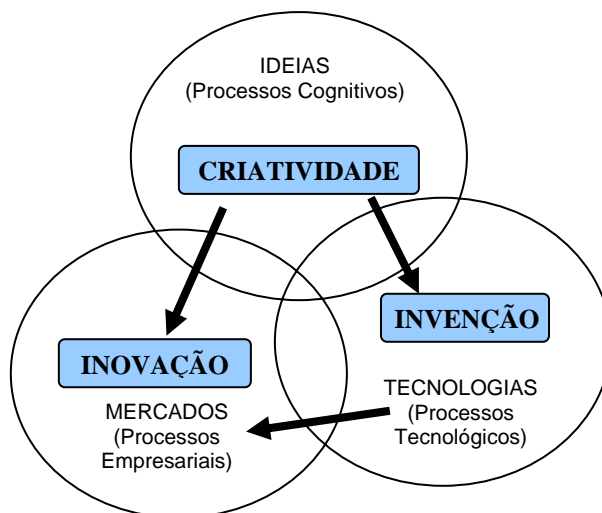 IDEIAS
(Processos Cognitivos)
CRIATIVIDADE
INVENÇÃO
INOVAÇÃO
TECNOLOGIAS
(Processos
Tecnológicos)
MERCADOS
(Processos
Empresariais)